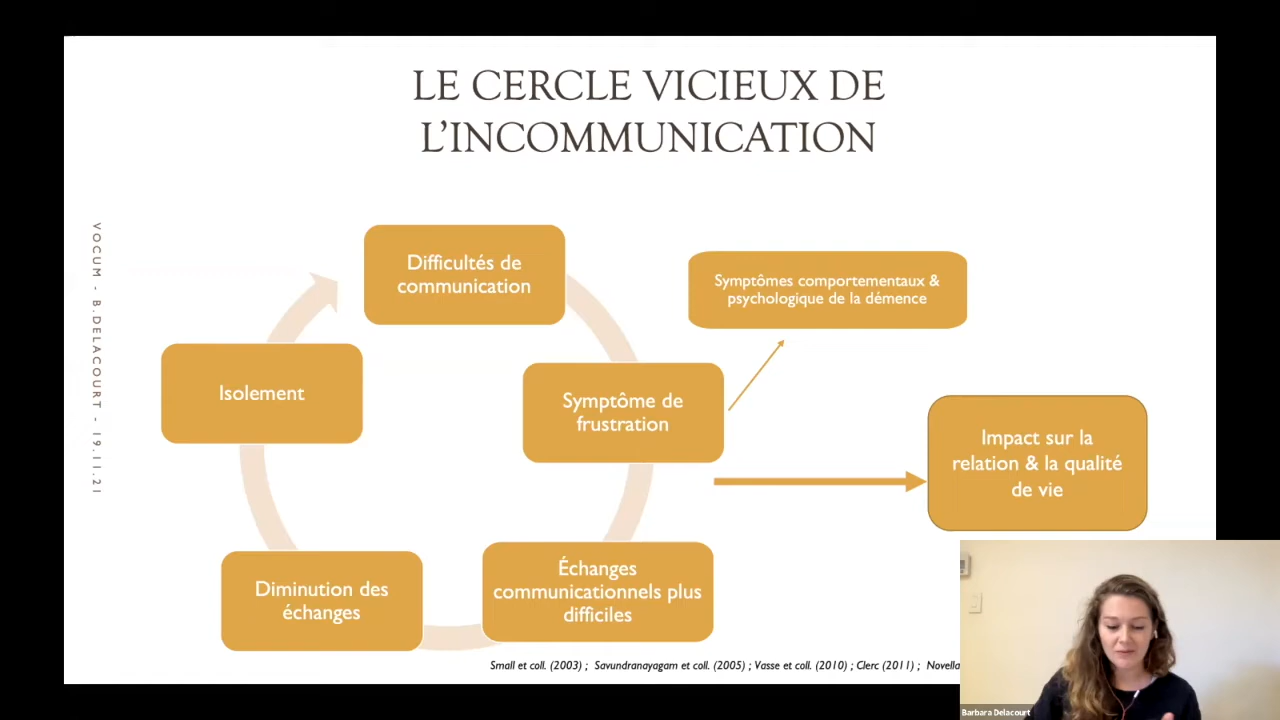 LE CERCLE VICIEUX DE
L'INCOMMUNICATION
VOCUM - B.DELACOURT - 19.11.21
Difficultés de
communication
Symptômes comportementaux &
psychologique de la démence
Isolement
Symptôme de
frustration
Impact sur la
relation & la qualité
de vie
Diminution des
échanges
Échanges
communicationnels plus
difficiles
Small et coll. (2003) ; Savundranayagam et coll. (2005) ; Vasse et coll. (2010) ; Clerc (2011) ; Novella
Barbara Delacourt